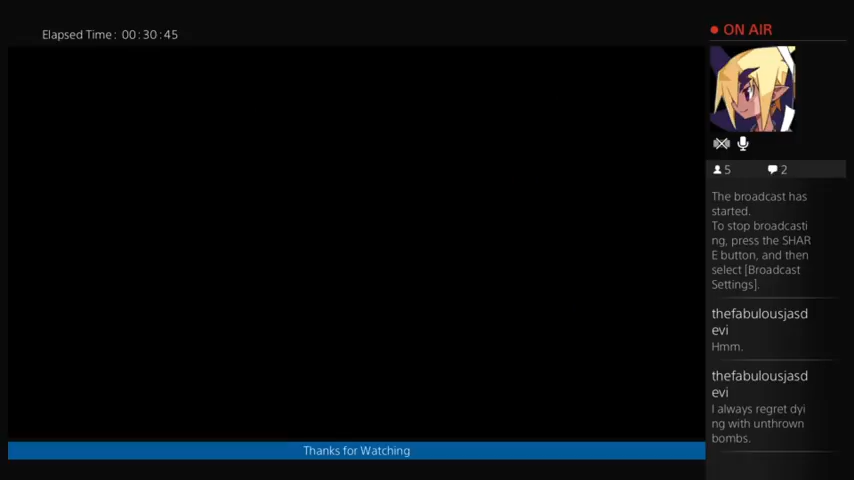 Elapsed Time: 00:30:45
ON AIR
5 2
The broadcast has
started.
To stop broadcasti
ng, press the SHAR
E button, and then
select [Broadcast
Settings].
thefabulousjasd
evi
Hmm.
thefabulousjasd
evi
I always regret dyi
ng with unthrown
bombs.
Thanks for Watching